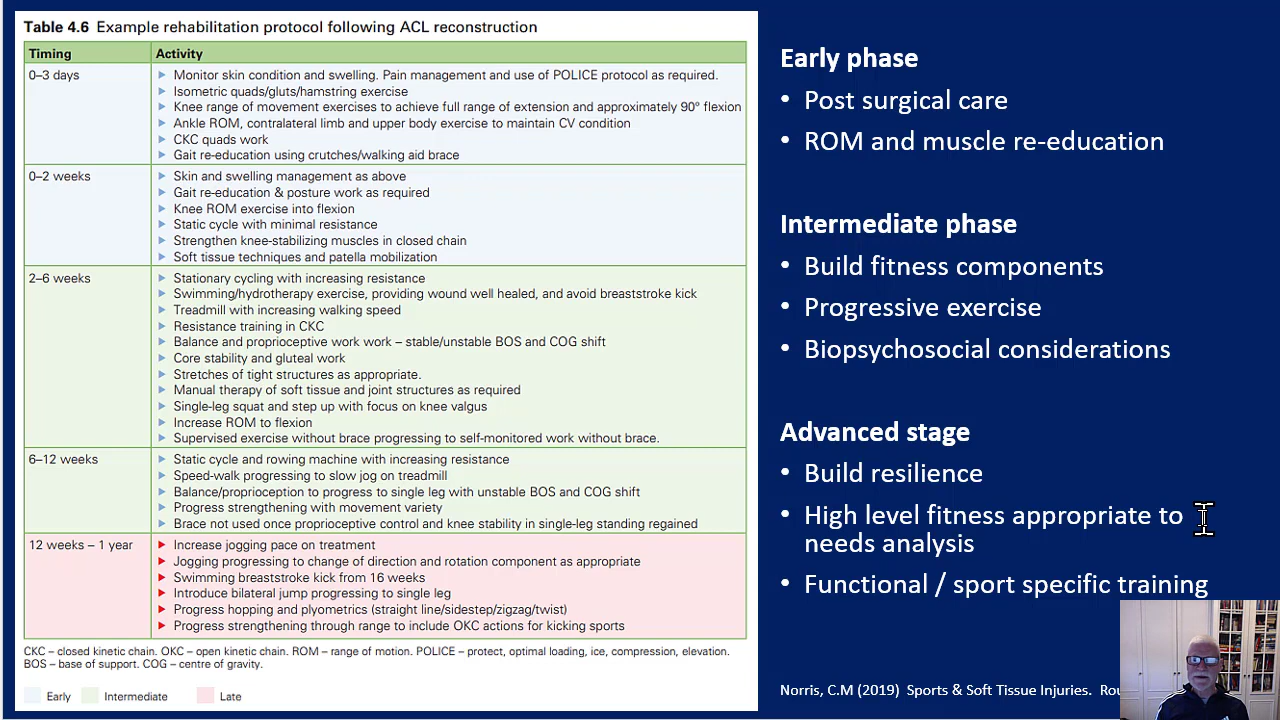 Table 4.6 Example rehabilitation protocol following ACL reconstruction
Timing Activity
0–3 days
Monitor skin condition and swelling. Pain management and use of POLICE protocol as required.
Isometric quads/gluts/hamstring exercise
Knee range of movement exercises to achieve full range of extension and approximately 90° flexion
Ankle ROM, contralateral limb and upper body exercise to maintain CV condition
CKC quads work
Gait re-education using crutches/walking aid brace
0–2 weeks
Skin and swelling management as above
Gait re-education & posture work as required
Knee ROM exercise into flexion
Static cycle with minimal resistance
Strengthen knee-stabilizing muscles in closed chain
Soft tissue techniques and patella mobilization
2–6 weeks
Stationary cycling with increasing resistance
Swimming/hydrotherapy exercise, providing wound well healed, and avoid breaststroke kick
Treadmill with increasing walking speed
Resistance training in CKC
Balance and proprioceptive work work – stable/unstable BOS and COG shift
Core stability and gluteal work
Stretches of tight structures as appropriate.
Manual therapy of soft tissue and joint structures as required
Single-leg squat and step up with focus on knee valgus
Increase ROM to flexion
Supervised exercise without brace progressing to self-monitored work without brace.
6–12 weeks
Static cycle and rowing machine with increasing resistance
Speed-walk progressing to slow jog on treadmill
Balance/proprioception to progress to single leg with unstable BOS and COG shift
Progress strengthening with movement variety
Brace not used once proprioceptive control and knee stability in single-leg standing regained
12 weeks – 1 year
Increase jogging pace on treatment
Jogging progressing to change of direction and rotation component as appropriate
Swimming breaststroke kick from 16 weeks
Introduce bilateral jump progressing to single leg
Progress hopping and plyometrics (straight line/sidestep/zigzag/twist)
Progress strengthening through range to include OKC actions for kicking sports
CKC – closed kinetic chain. OKC – open kinetic chain. ROM – range of motion. POLICE – protect, optimal loading, ice, compression, elevation.
BOS – base of support. COG – centre of gravity.
Early Intermediate Late
Early phase
• Post surgical care
• ROM and muscle re-education
Intermediate phase
• Build fitness components
• Progressive exercise
• Biopsychosocial considerations
Advanced stage
• Build resilience
• High level fitness appropriate to
needs analysis
• Functional / sport specific training
Norris, C.M (2019) Sports & Soft Tissue Injuries.